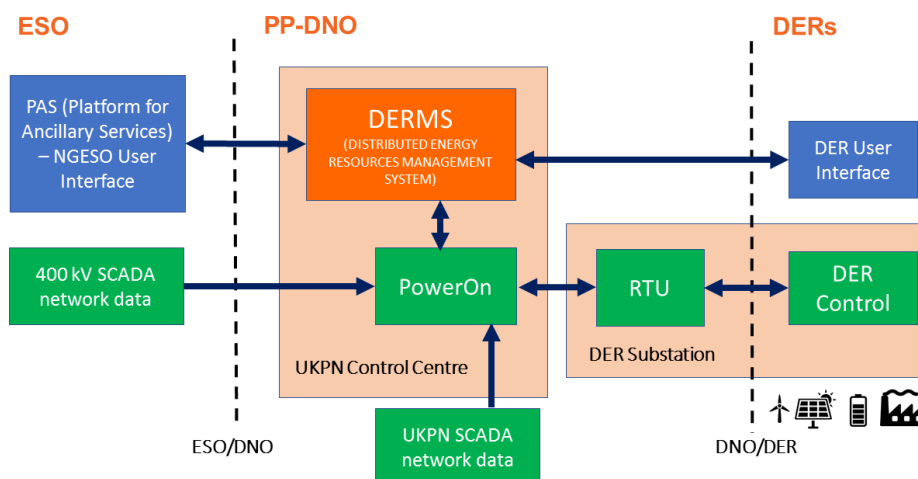 ESO
PP-DNO
DERs
PAS (Platform for
Ancillary Services)
– NGESO User
Interface
DERMS
(DISTRIBUTED ENERGY
RESOURCES MANAGEMENT
SYSTEM)
DER User
Interface
400 kV SCADA
network data
PowerOn
RTU
DER
Control
UKPN Control Centre
DER Substation
ESO/DNO
UKPN SCADA
network data
DNO/DER